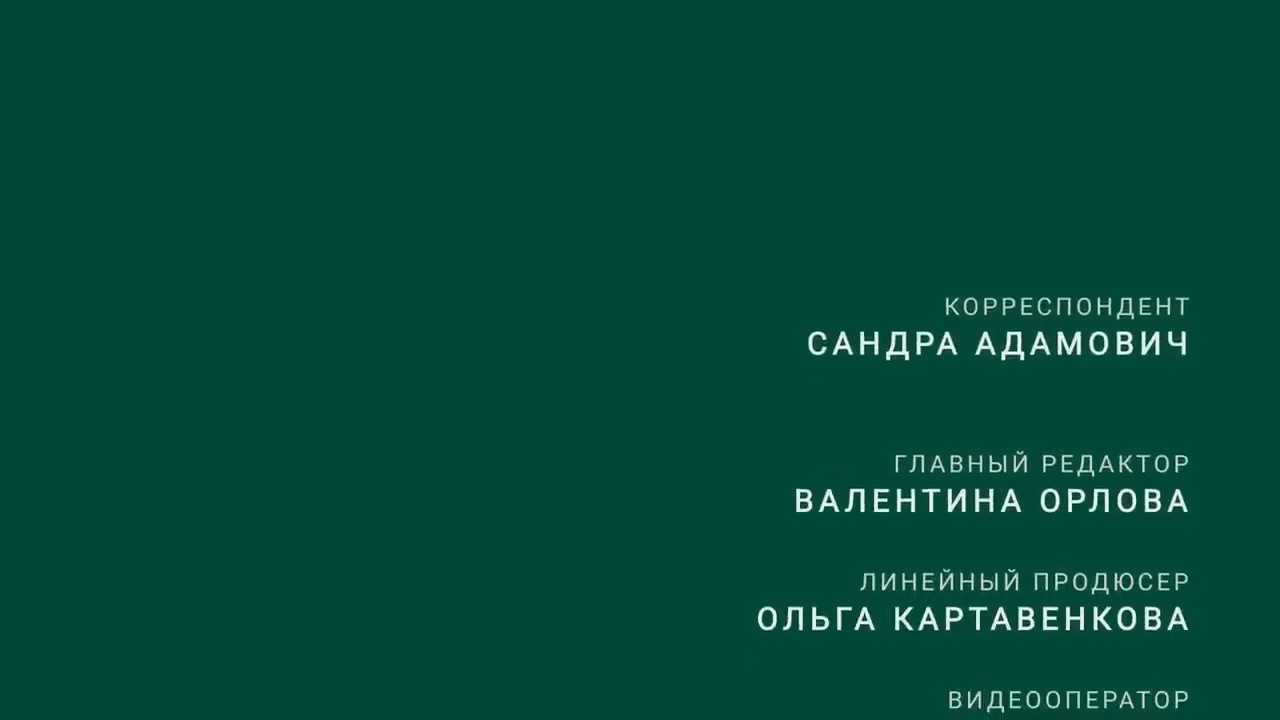 КОРРЕСПОНДЕНТ
САНДРА АДАМОВИЧ
ГЛАВНЫЙ РЕДАКТОР
ВАЛЕНТИНА ОРЛОВА
ЛИНЕЙНЫЙ ПРОДЮСЕР
ОЛЬГА КАРТАВЕНКОВА
ВИДЕООПЕРАТОР